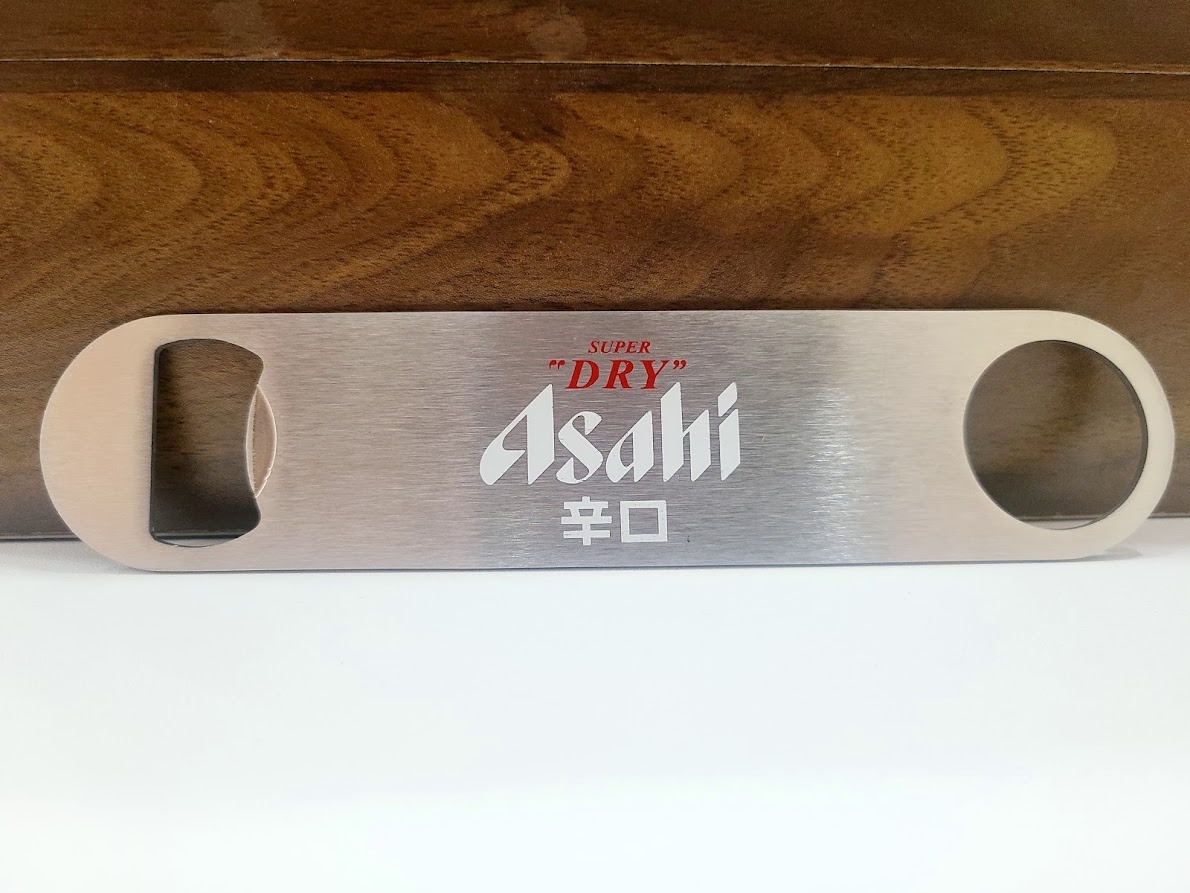 SUPER
"DRY"
Asahi
辛口